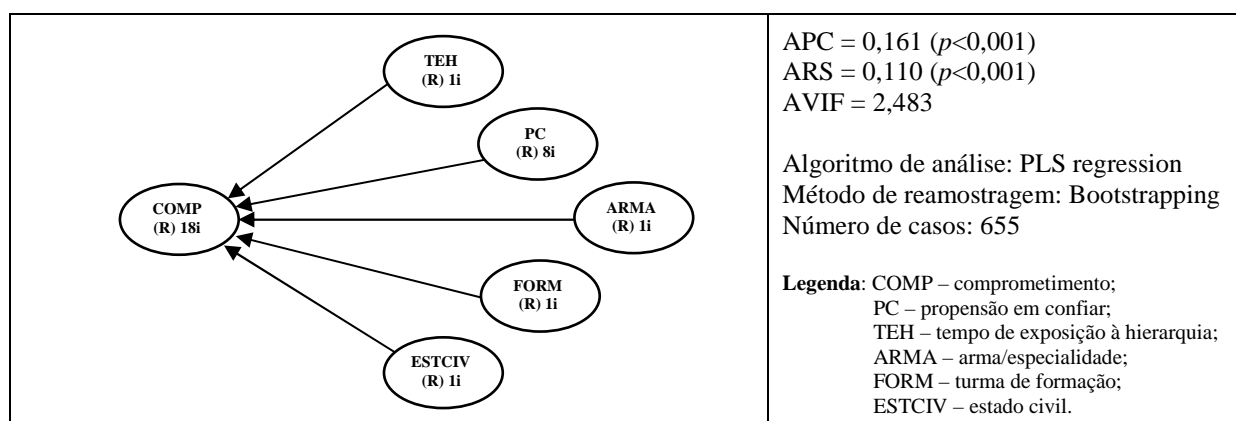 TEH
(R) 1i
PC
(R) 8i
COMP
(R) 18i
ARMA
(R) 1i
FORM
(R) 1i
ESTCIV
(R) 1i
APC = 0,161 (p<0,001)
ARS = 0,110 (p<0,001)
AVIF = 2,483
Algoritmo de análise: PLS regression
Método de reamostragem: Bootstrapping
Número de casos: 655
Legenda: COMP – comprometimento;
PC – propensão em confiar;
TEH – tempo de exposição à hierarquia;
ARMA – arma/especialidade;
FORM – turma de formação;
ESTCIV – estado civil.